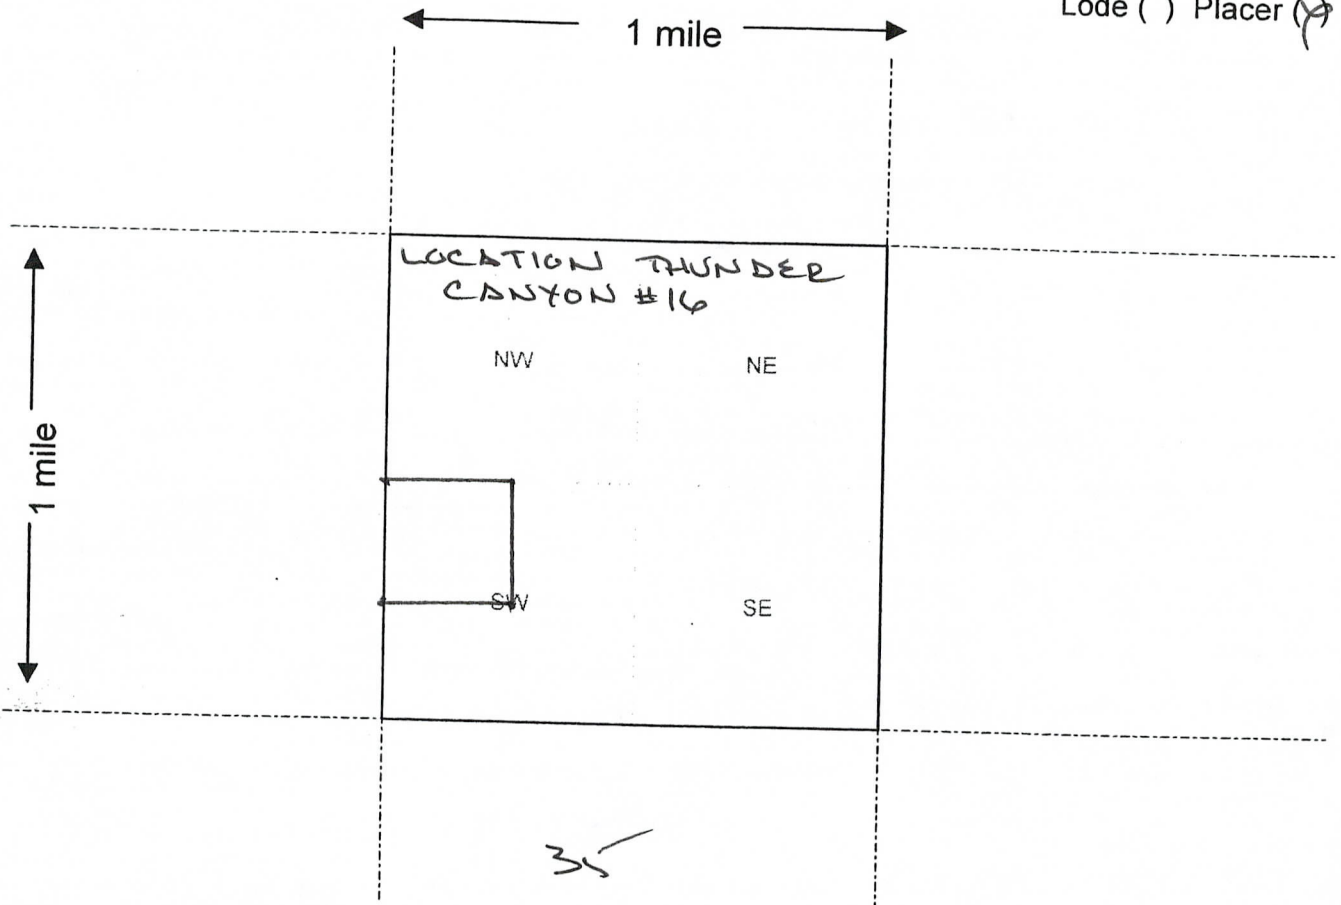 Lode ( ) Placer (X)
1 mile
LOCATION THUNDER
CANYON #16
NW NE
1 mile
SW SE
35